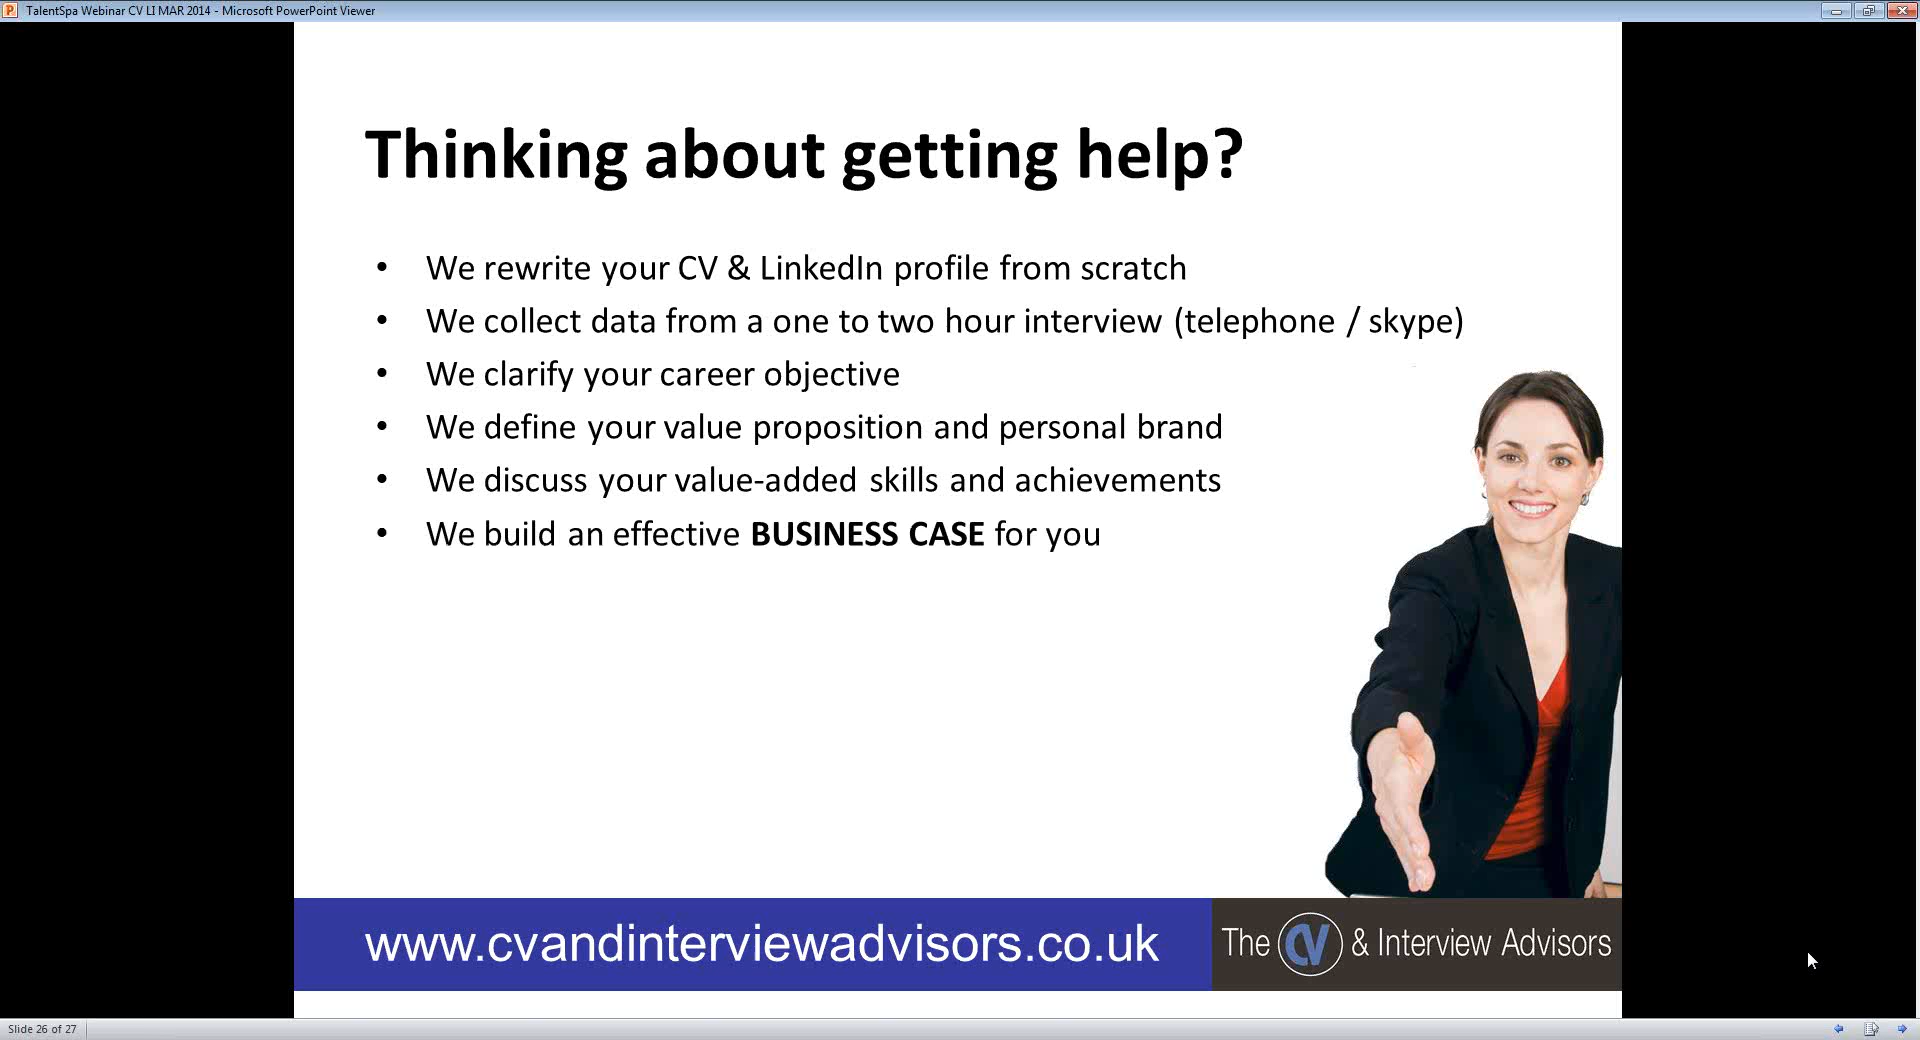 TalentSpa Webinar CV LI MAR 2014 - Microsoft PowerPoint Viewer
Thinking about getting help?
• We rewrite your CV & LinkedIn profile from scratch
• We collect data from a one to two hour interview (telephone / skype)
• We clarify your career objective
• We define your value proposition and personal brand
• We discuss your value-added skills and achievements
• We build an effective BUSINESS CASE for you
www.cvandinterviewadvisors.co.uk
The CV & Interview Advisors
Slide 26 of 27